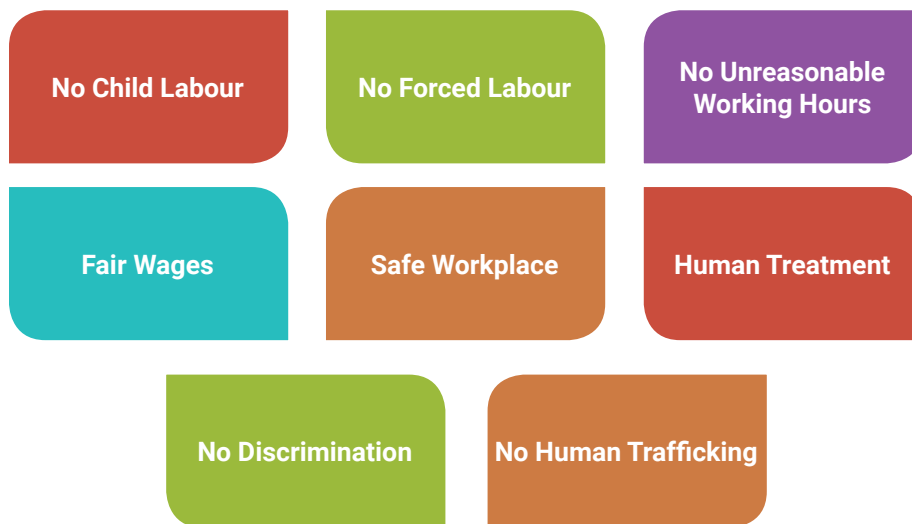 No Child Labour
No Forced Labour
No Unreasonable
Working Hours
Fair Wages
Safe Workplace
Human Treatment
No Discrimination
No Human Trafficking